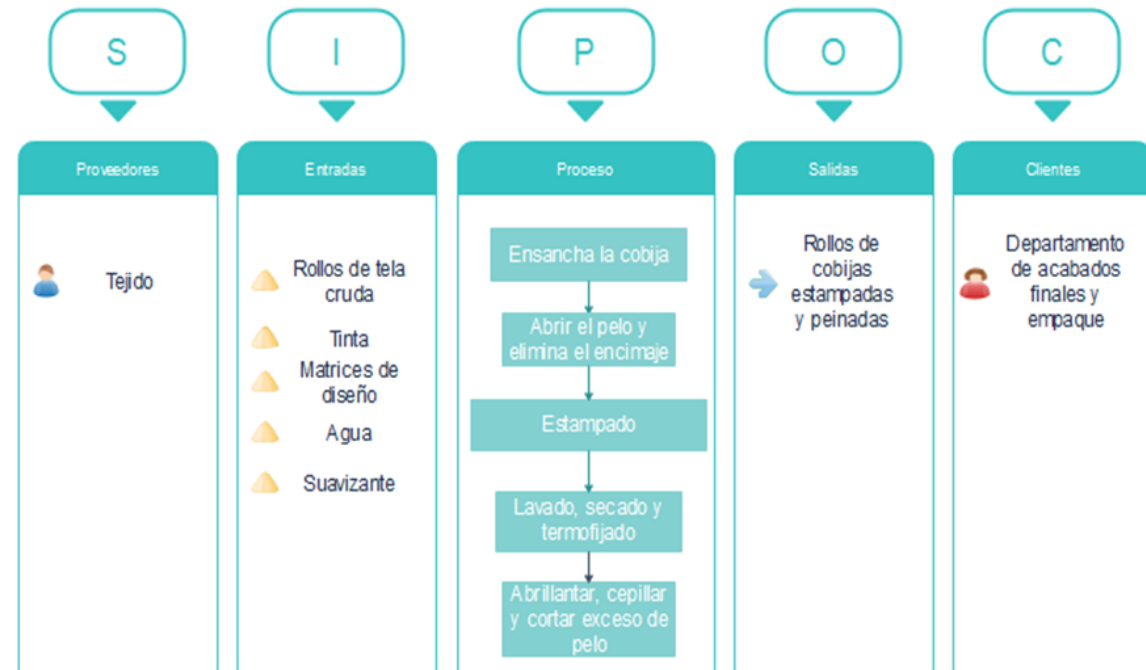 S
I
P
O
C
Proveedores
Entradas
Proceso
Salidas
Clientes
Tejido
Rollos de tela
cruda
Tinta
Matrices de
diseño
Agua
Suavizante
Ensancha la cobija
Abrir el pelo y
elimina el encimaje
Estampado
Lavado, secado y
termofijado
Abrillantar, cepillar
y cortar exceso de
pelo
Rollos de
cobijas
estampadas
y peinadas
Departamento
de acabados
finales y
empaque